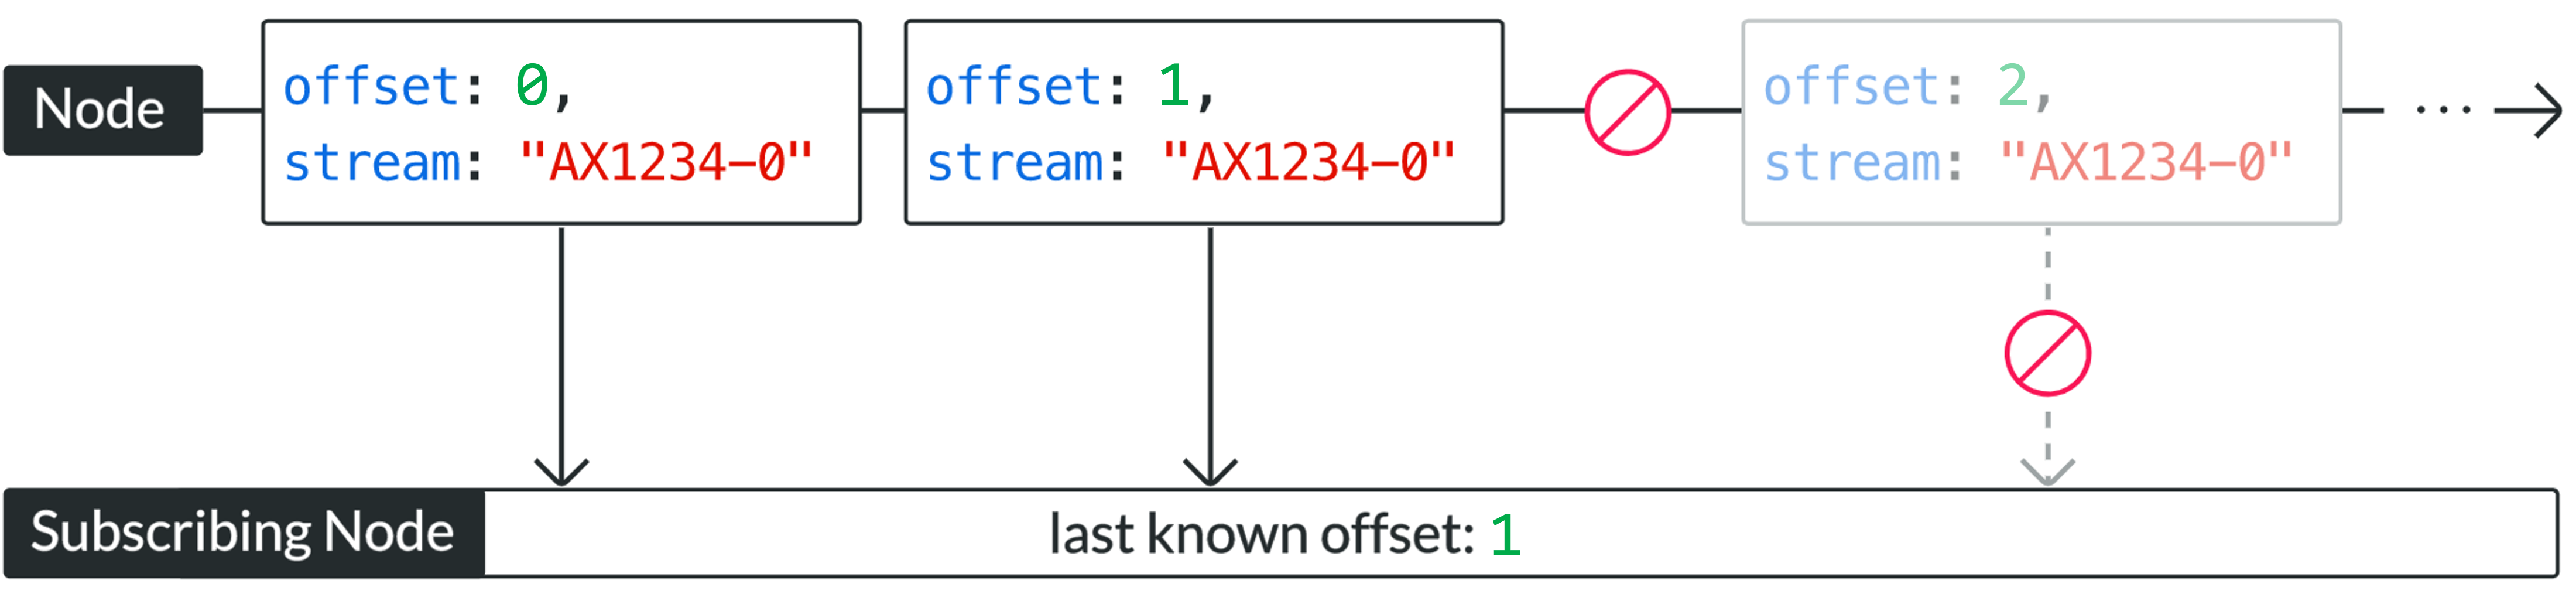 Node
offset: 0,
stream: "AX1234-0"
offset: 1,
stream: "AX1234-0"
offset: 2,
stream: "AX1234-0"
...
Subscribing Node
last known offset: 1